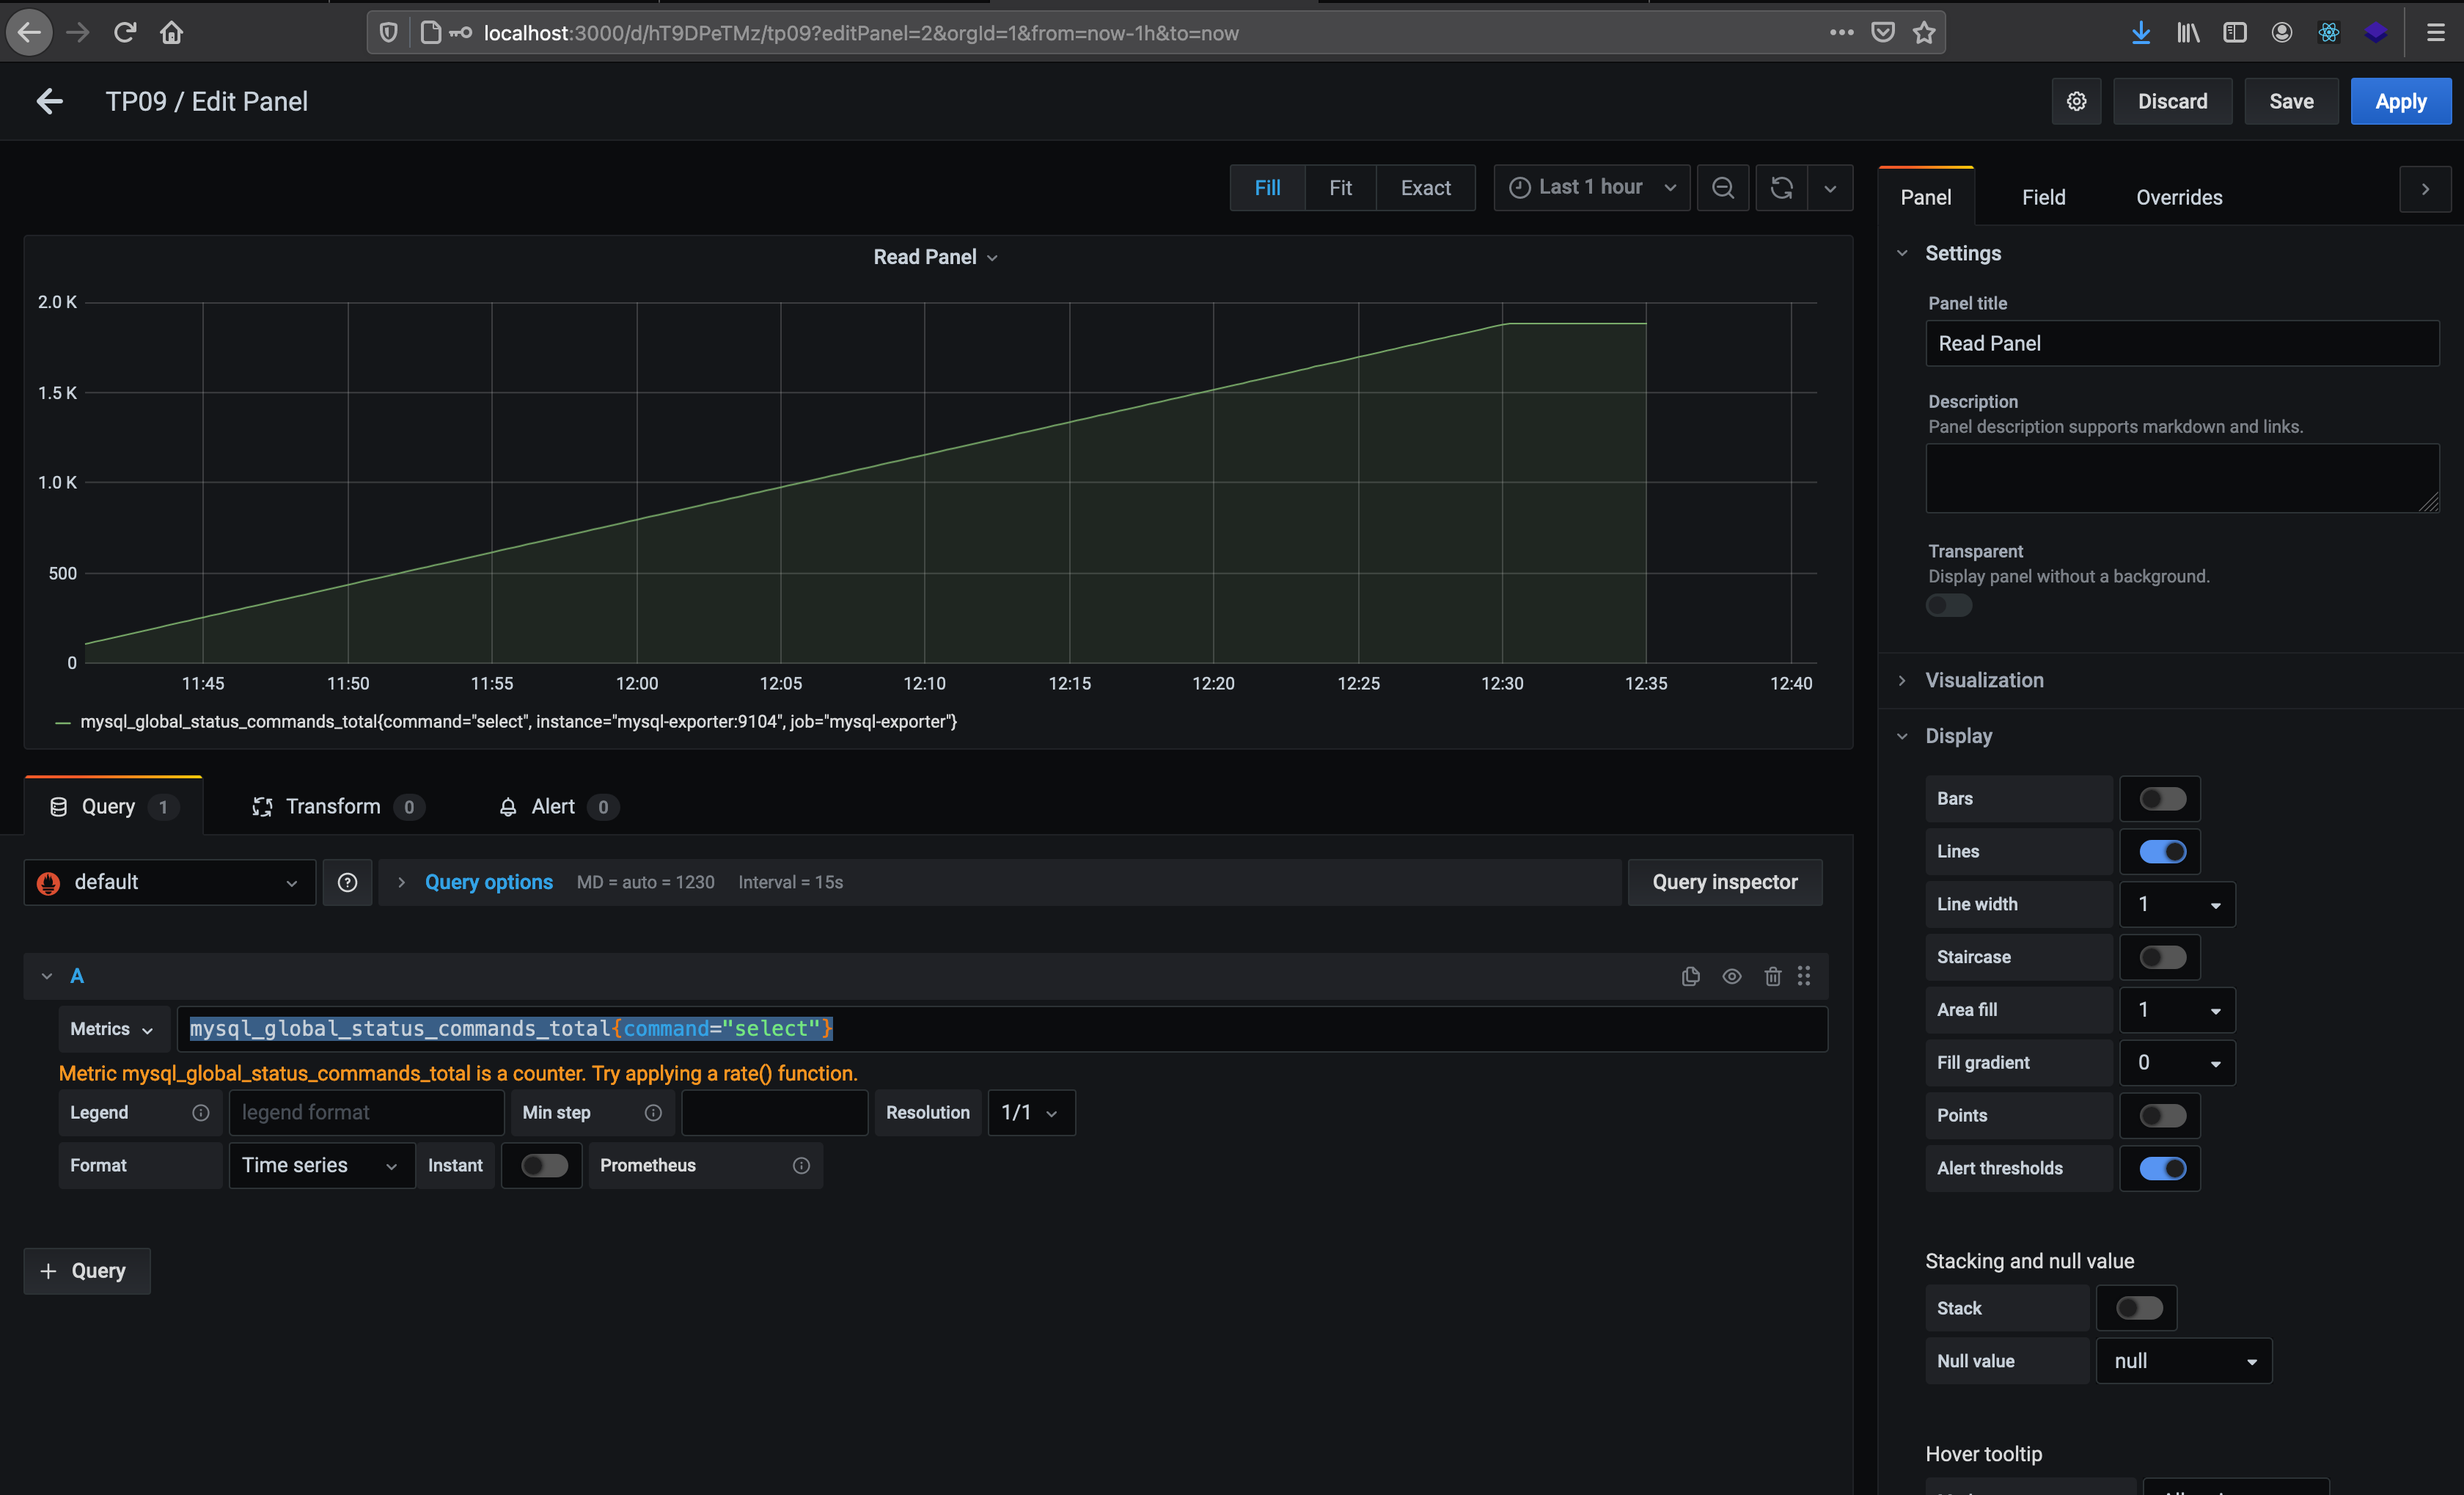 localhost:3000/d/hT9DPeTMz/tp09?editPanel=2&orgId=1&from=now-1h&to=now
TP09 / Edit Panel
Discard
Save
Apply
Fill
Fit
Exact
Last 1 hour
Panel
Field
Overrides
Read Panel
2.0 K
1.5 K
1.0 K
500
0
11:45
11:50
11:55
12:00
12:05
12:10
12:15
12:20
12:25
12:30
12:35
12:40
mysql_global_status_commands_total{command="select", instance="mysql-exporter:9104", job="mysql-exporter"}
Query 1
Transform 0
Alert 0
default
Query options
MD = auto = 1230
Interval = 15s
Query inspector
A
Metrics
mysql_global_status_commands_total{command="select"}
Metric mysql_global_status_commands_total is a counter. Try applying a rate() function.
Legend
legend format
Min step
Resolution
1/1
Format
Time series
Instant
Prometheus
+ Query
Settings
Panel title
Read Panel
Description
Panel description supports markdown and links.
Transparent
Display panel without a background.
Visualization
Display
Bars
Lines
Line width
1
Staircase
Area fill
1
Fill gradient
0
Points
Alert thresholds
Stacking and null value
Stack
Null value
null
Hover tooltip